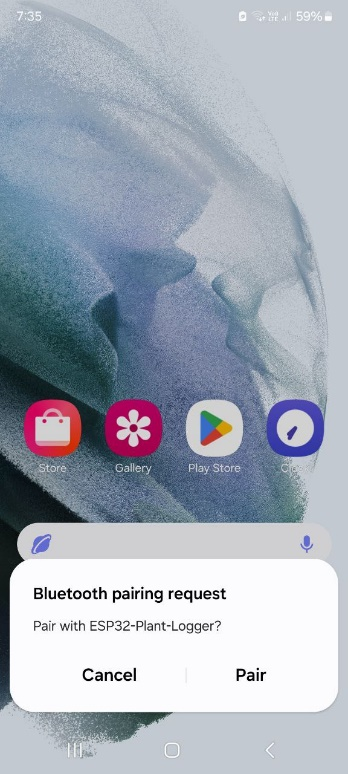 7:35
59%
Store
Gallery
Play Store
Bluetooth pairing request
Pair with ESP32-Plant-Logger?
Cancel
Pair